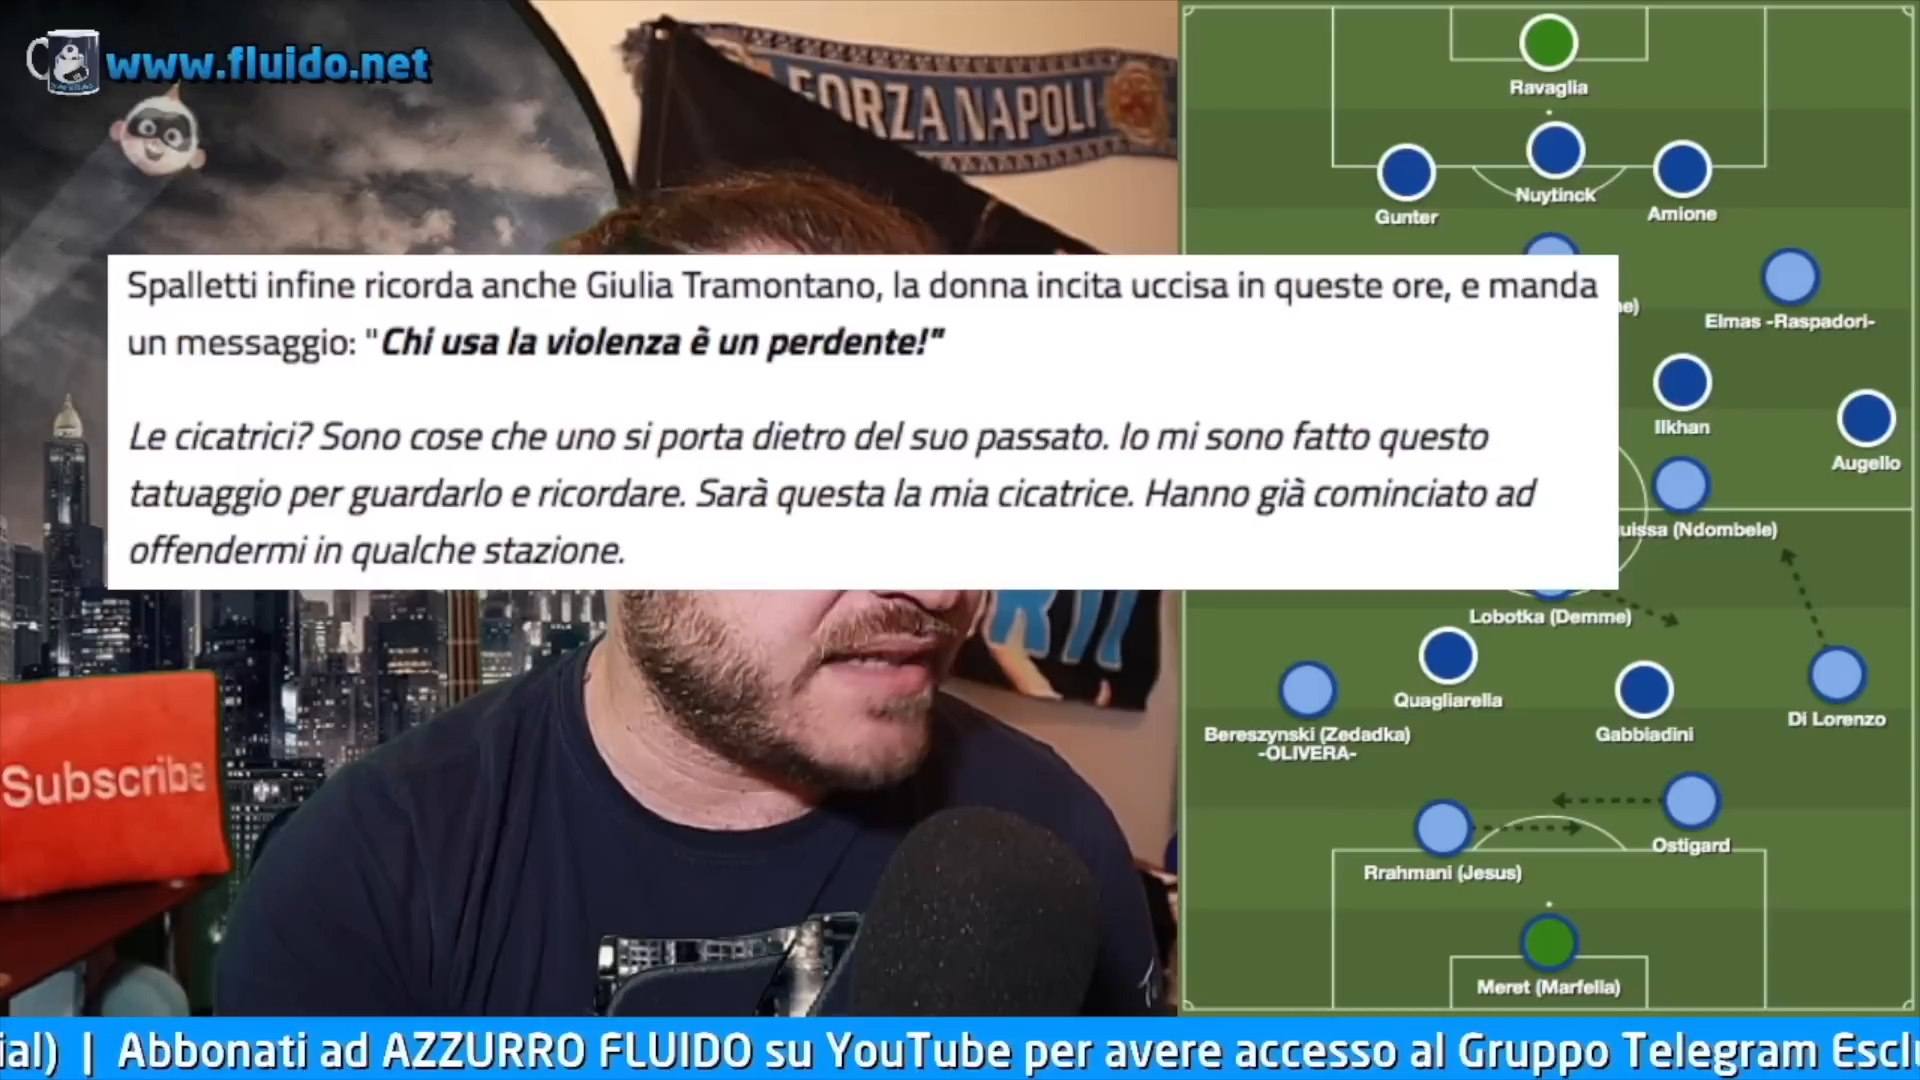 www.fluido.net
FORZA NAPOLI
Spalletti infine ricorda anche Giulia Tramontano, la donna incita uccisa in queste ore, e manda
un messaggio: "Chi usa la violenza è un perdente!"
Le cicatrici? Sono cose che uno si porta dietro del suo passato. Io mi sono fatto questo
tatuaggio per guardarlo e ricordare. Sarà questa la mia cicatrice. Hanno già cominciato ad
offendermi in qualche stazione.
Ravaglia
Gunter
Nuytinck
Amione
Elmas -Raspadori-
Ilkhan
Augello
uissa (Ndombele)
Lobotka (Demme)
Quagliarella
Gabbiadini
Di Lorenzo
Bereszynski (Zedadka)
-OLIVERA-
Ostigard
Rrahmani (Jesus)
Meret (Marfella)
Subscribe
ial) | Abbonati ad AZZURRO FLUIDO su YouTube per avere accesso al Gruppo Telegram Esclu